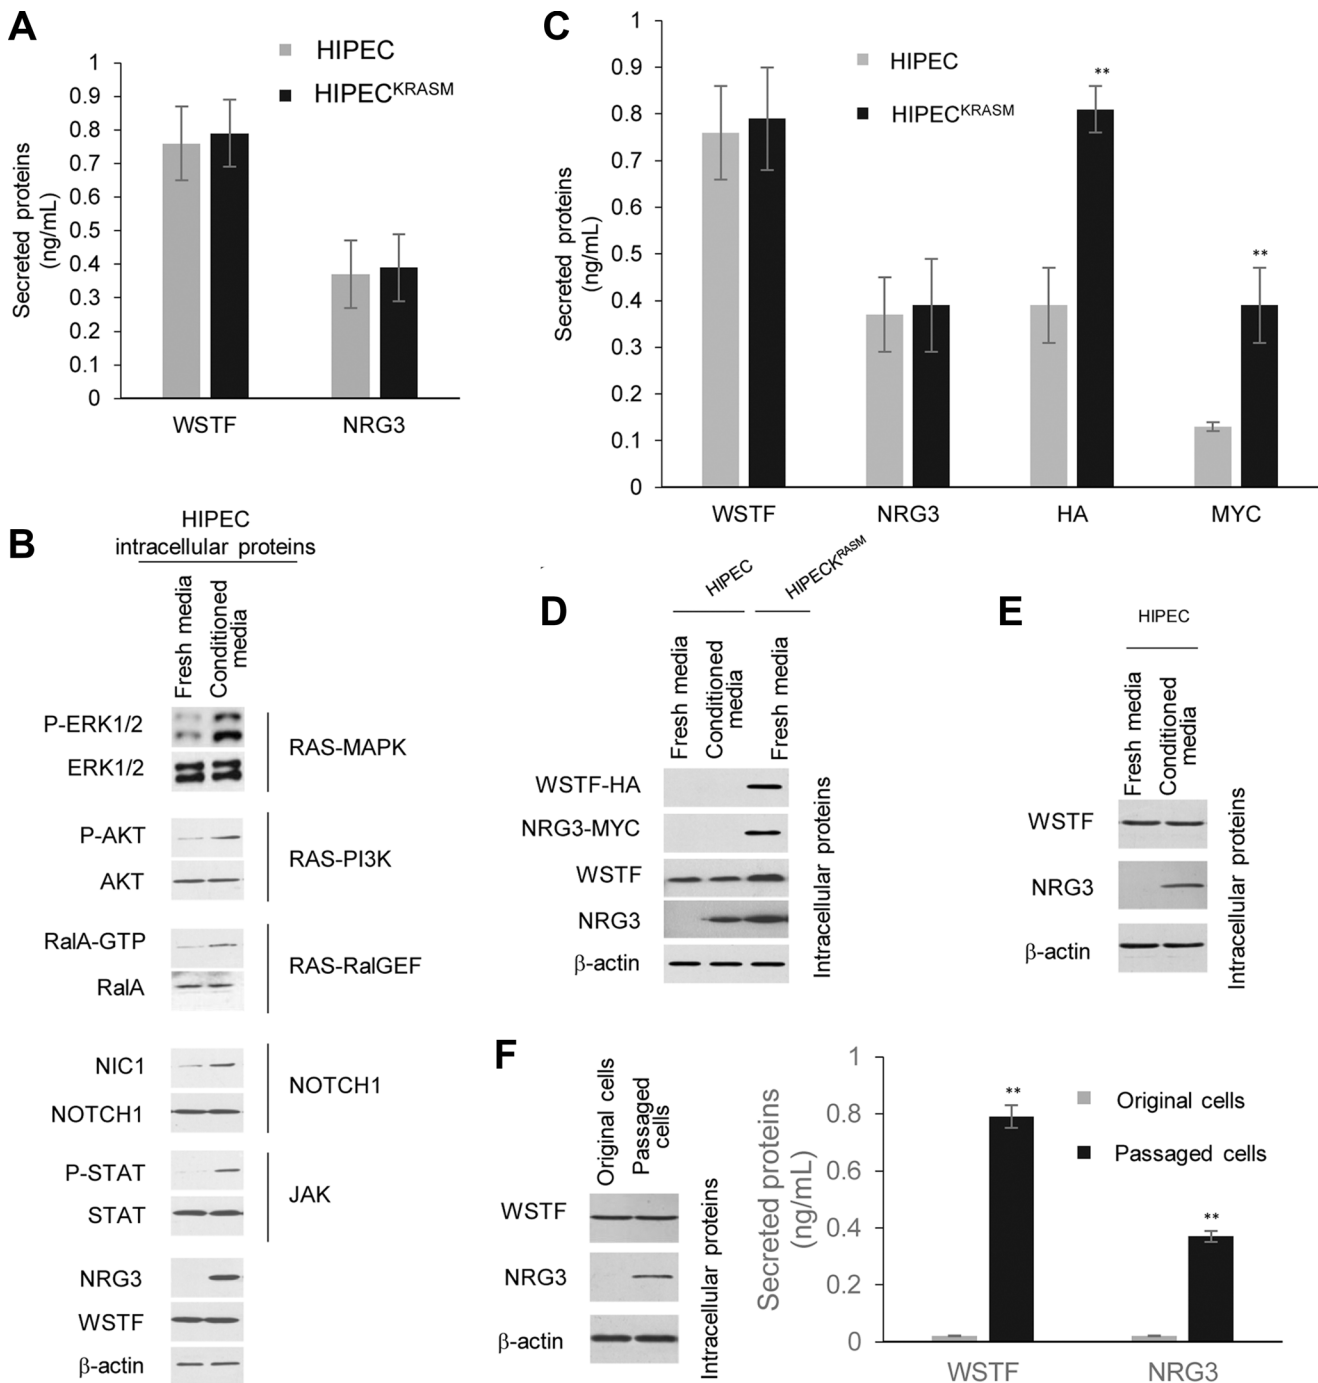 A
HIPEC
HIPECKRASM
Secreted proteins
(ng/mL)
1
0.9
0.8
0.7
0.6
0.5
0.4
0.3
0.2
0.1
0
WSTF
NRG3
C
HIPEC
HIPECKRASM
Secreted proteins
(ng/mL)
1
0.9
0.8
0.7
0.6
0.5
0.4
0.3
0.2
0.1
0
**
**
WSTF
NRG3
HA
MYC
B
HIPEC
intracellular proteins
Fresh media
Conditioned
media
P-ERK1/2
ERK1/2
RAS-MAPK
P-AKT
AKT
RAS-PI3K
RalA-GTP
RalA
RAS-RalGEF
NIC1
NOTCH1
NOTCH1
P-STAT
STAT
JAK
NRG3
WSTF
β-actin
D
HIPEC
HIPECKRASM
Fresh media
Conditioned
media
Fresh media
WSTF-HA
NRG3-MYC
WSTF
NRG3
β-actin
Intracellular proteins
E
HIPEC
Fresh media
Conditioned
media
WSTF
NRG3
β-actin
Intracellular proteins
F
Original cells
Passaged
cells
WSTF
NRG3
β-actin
Intracellular proteins
Secreted proteins
(ng/mL)
1
0.8
0.6
0.4
0.2
0
**
**
Original cells
Passaged cells
WSTF
NRG3